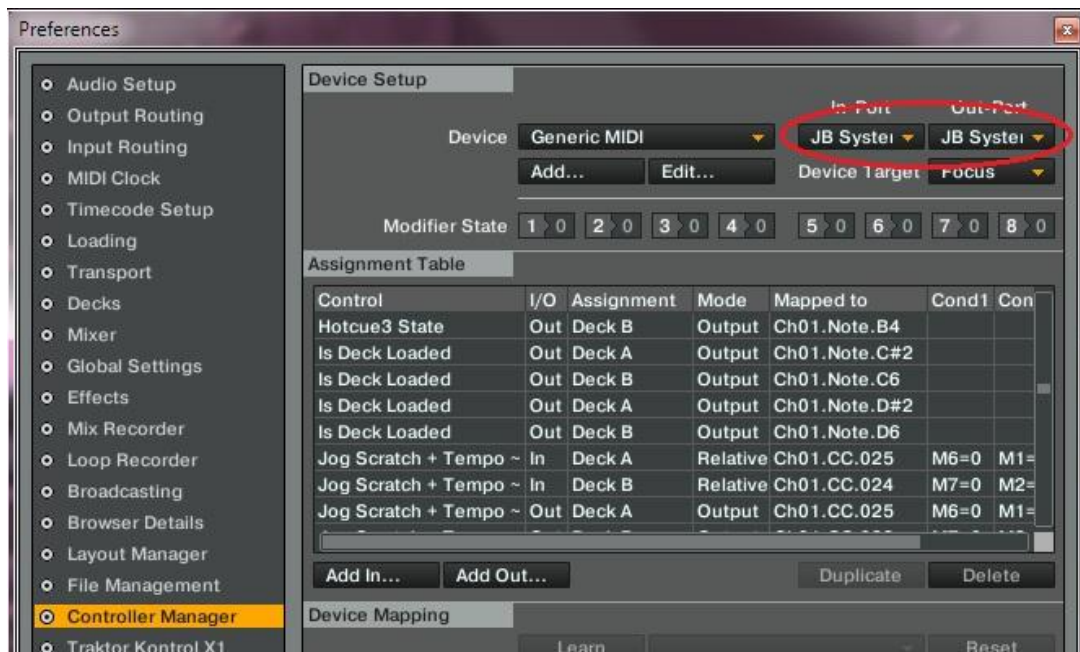 Preferences
Audio Setup
Output Routing
Input Routing
MIDI Clock
Timecode Setup
Loading
Transport
Decks
Mixer
Global Settings
Effects
Mix Recorder
Loop Recorder
Broadcasting
Browser Details
Layout Manager
File Management
Controller Manager
Traktor Kontrol X1
Device Setup
In-Port Out-Port
Device Generic MIDI JB System JB System
Add... Edit... Device Target Focus
Modifier State 1 0 2 0 3 0 4 0 5 0 6 0 7 0 8 0
Assignment Table
Control I/O Assignment Mode Mapped to Cond1 Con
Hotcue3 State Out Deck B Output Ch01.Note.B4
Is Deck Loaded Out Deck A Output Ch01.Note.C#2
Is Deck Loaded Out Deck B Output Ch01.Note.C6
Is Deck Loaded Out Deck A Output Ch01.Note.D#2
Is Deck Loaded Out Deck B Output Ch01.Note.D6
Jog Scratch + Tempo ~ In Deck A Relative Ch01.CC.025 M6=0 M1=
Jog Scratch + Tempo ~ In Deck B Relative Ch01.CC.024 M7=0 M2=
Jog Scratch + Tempo ~ Out Deck A Output Ch01.CC.025 M6=0 M1=
Add In... Add Out... Duplicate Delete
Device Mapping
Learn Reset